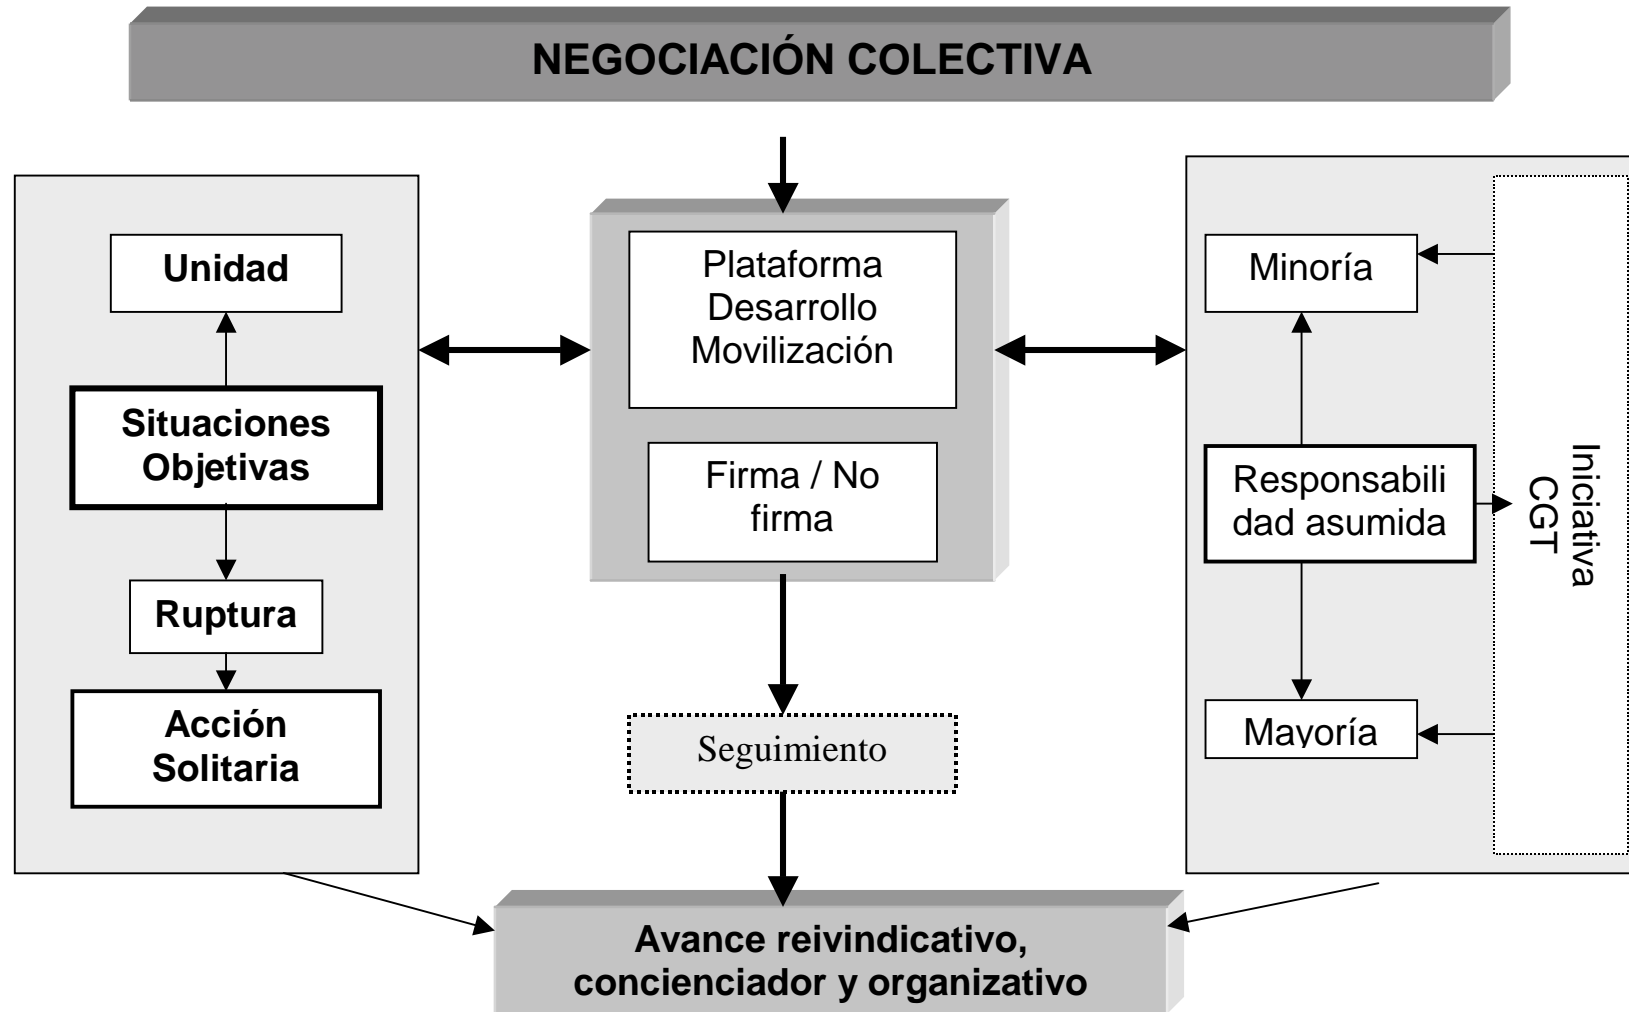 NEGOCIACIÓN COLECTIVA
Unidad
Situaciones
Objetivas
Ruptura
Acción
Solitaria
Plataforma
Desarrollo
Movilización
Firma / No
firma
Seguimiento
Minoría
Responsabili
dad asumida
Mayoría
Iniciativa
CGT
Avance reivindicativo,
concienciador y organizativo